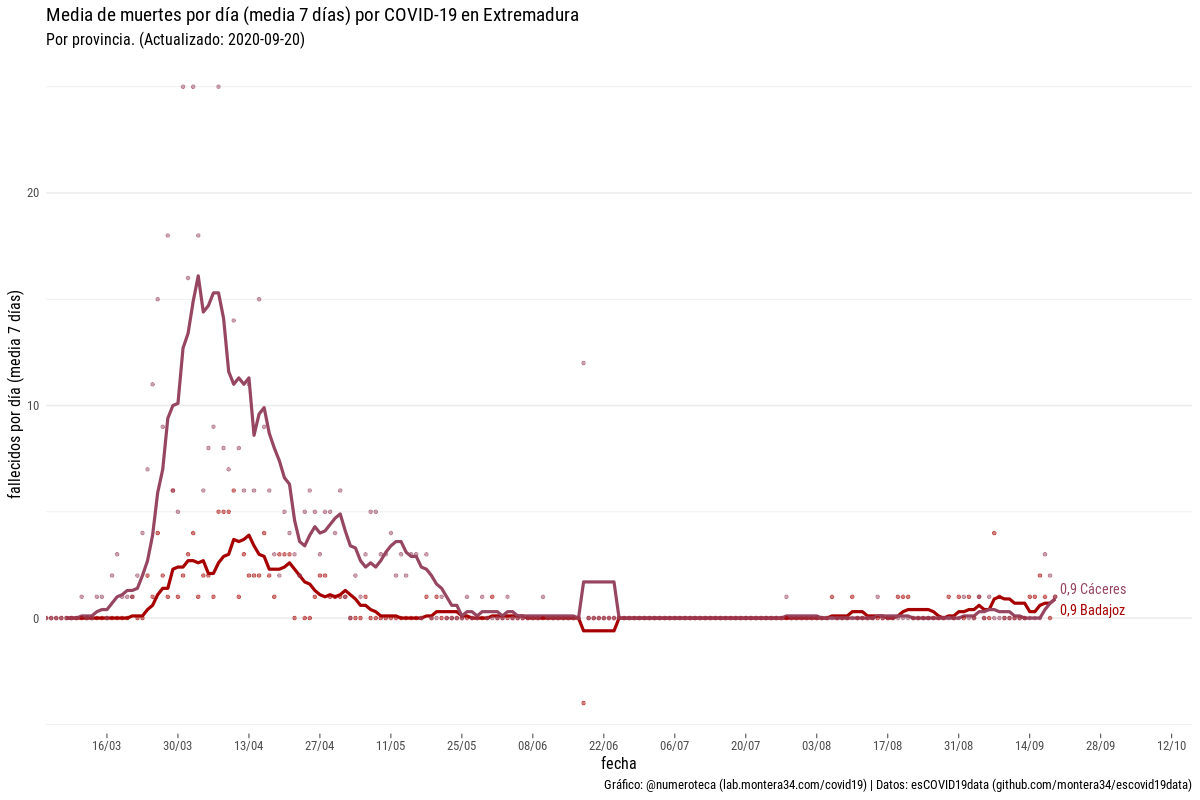 Media de muertes por día (media 7 días) por COVID-19 en Extremadura
Por provincia. (Actualizado: 2020-09-20)
fallecidos por día (media 7 días)
20
10
0
0,9 Cáceres
0,9 Badajoz
16/03 30/03 13/04 27/04 11/05 25/05 08/06 22/06 06/07 20/07 03/08 17/08 31/08 14/09 28/09 12/10
fecha
Gráfico: @numeroteca (lab.montera34.com/covid19) | Datos: esCOVID19data (github.com/montera34/escovid19data)